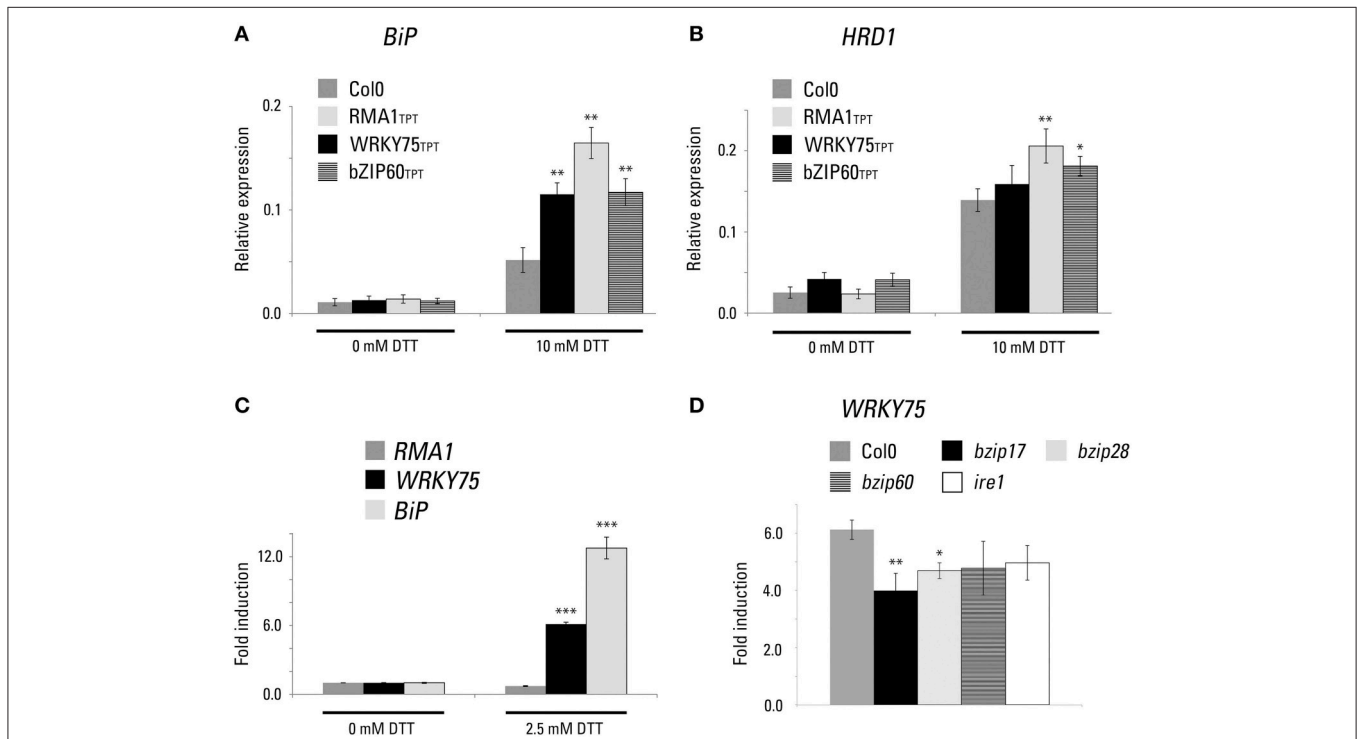 A
BiP
Col0
RMA1TPT
WRKY75TPT
bZIP60TPT
Relative expression
0.2
0.1
0.0
**
**
**
0 mM DTT
10 mM DTT
B
HRD1
Col0
RMA1TPT
WRKY75TPT
bZIP60TPT
Relative expression
0.2
0.1
0.0
**
*
0 mM DTT
10 mM DTT
C
RMA1
WRKY75
BiP
Fold induction
12.0
6.0
0.0
***
***
0 mM DTT
2.5 mM DTT
D
WRKY75
Col0
bzip17
bzip28
bzip60
ire1
Fold induction
6.0
4.0
2.0
0.0
**
*